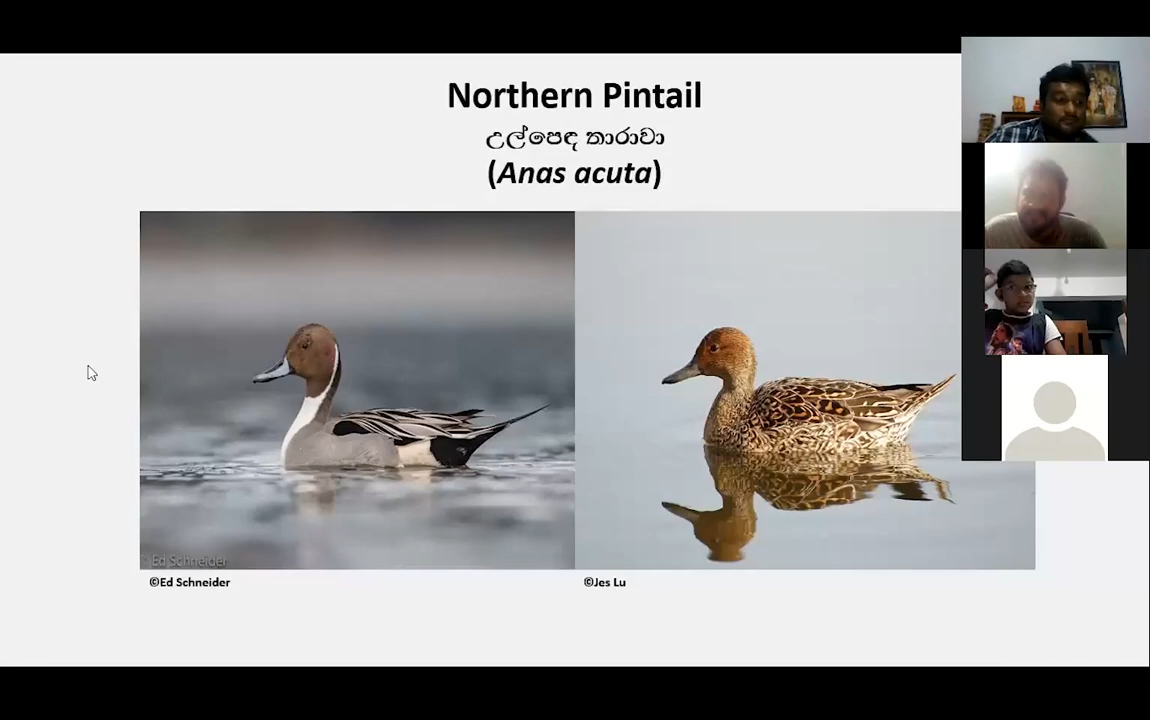 Northern Pintail
උල්පෙඳ තාරාවා
(Anas acuta)
© Ed Schneider
©Ed Schneider
©Jes Lu